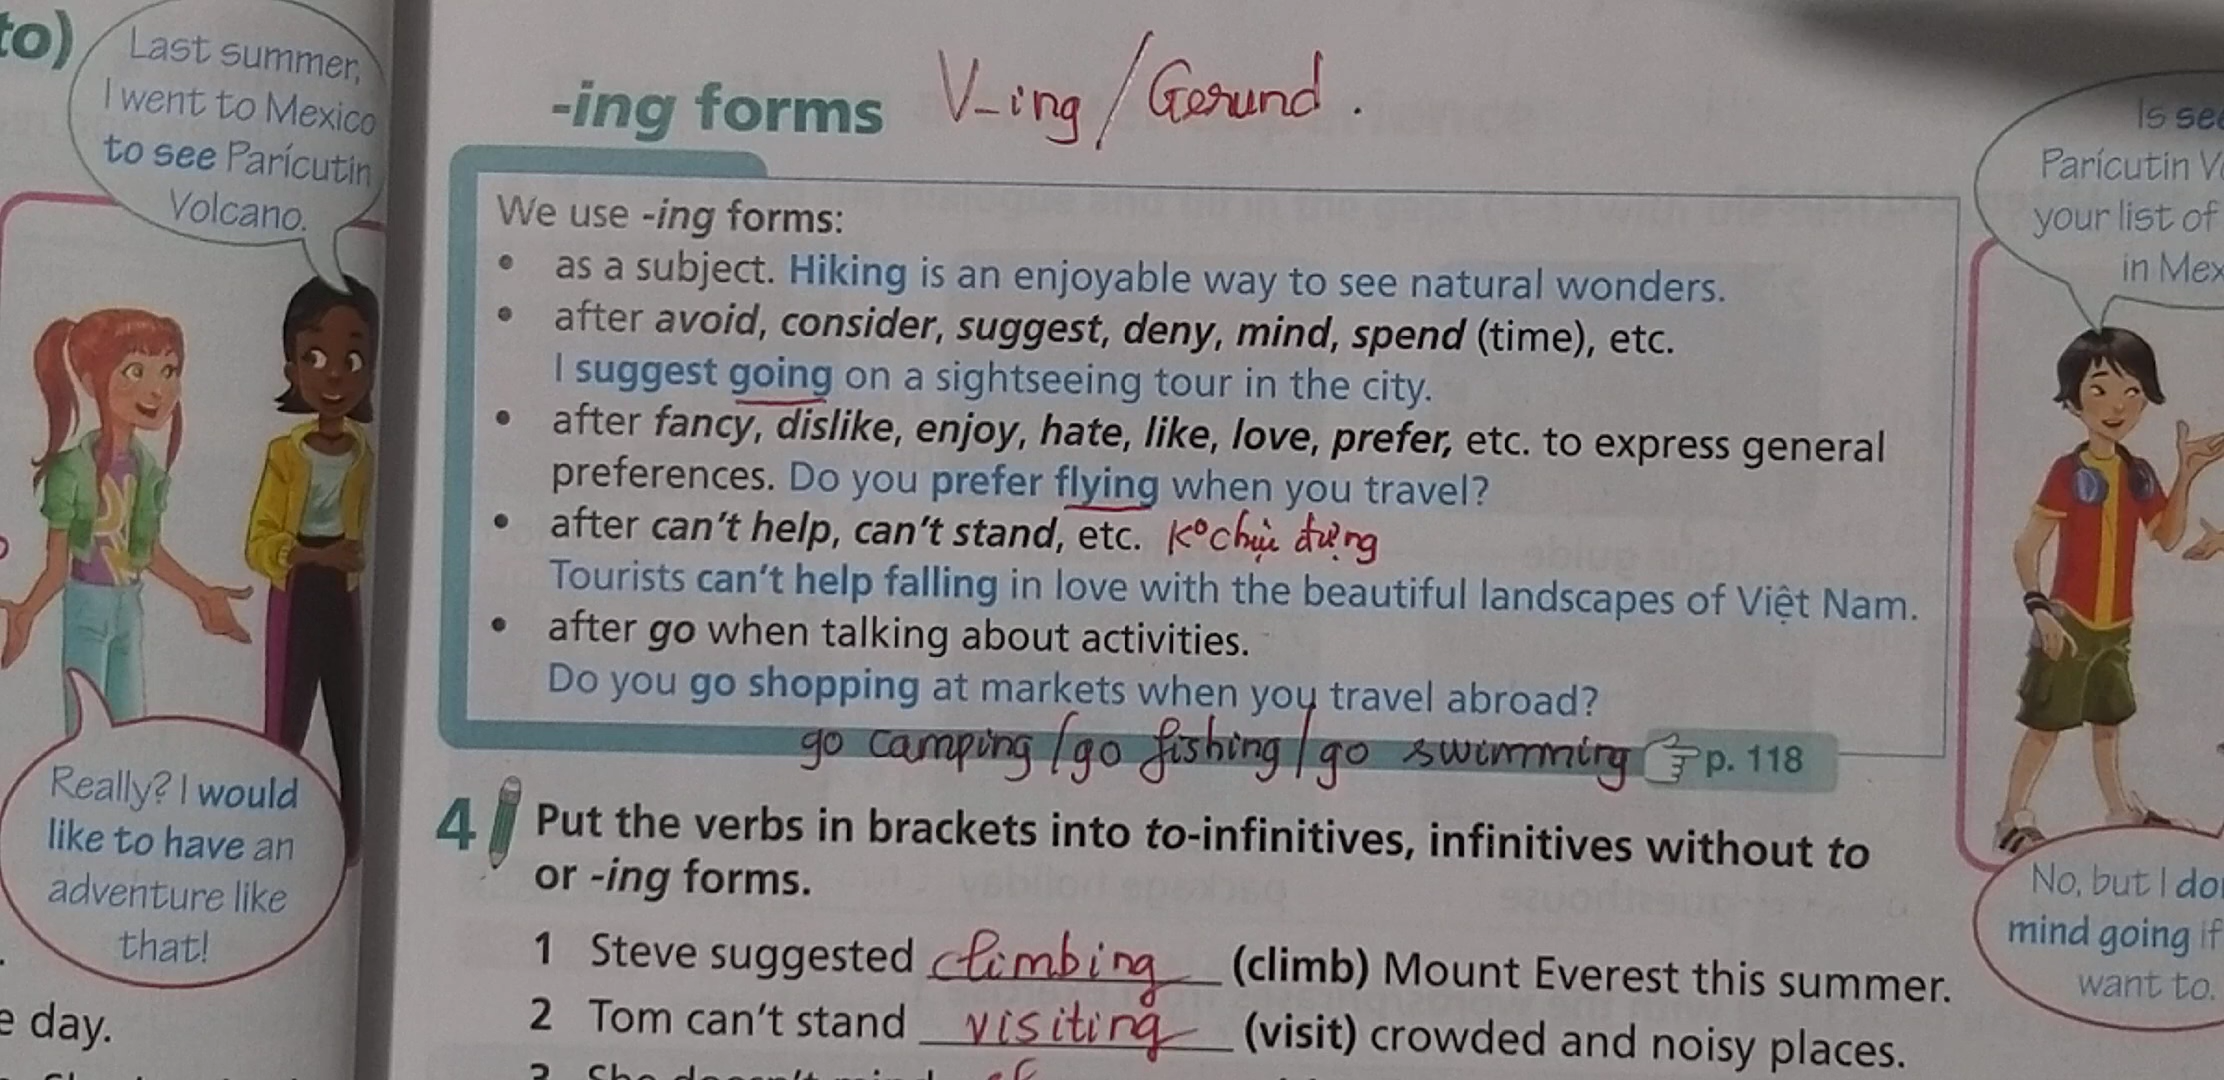 to)
Last summer,
I went to Mexico
to see Parícutin
Volcano.
Really? I would
like to have an
adventure like
that!
e day.
-ing forms V-ing / Gerund.
We use -ing forms:
• as a subject. Hiking is an enjoyable way to see natural wonders.
• after avoid, consider, suggest, deny, mind, spend (time), etc.
I suggest going on a sightseeing tour in the city.
• after fancy, dislike, enjoy, hate, like, love, prefer, etc. to express general
preferences. Do you prefer flying when you travel?
• after can't help, can't stand, etc. Ko chịu đựng
Tourists can't help falling in love with the beautiful landscapes of Việt Nam.
• after go when talking about activities.
Do you go shopping at markets when you travel abroad?
go camping / go fishing / go swimming p. 118
4 Put the verbs in brackets into to-infinitives, infinitives without to
or -ing forms.
1 Steve suggested climbing (climb) Mount Everest this summer.
2 Tom can't stand visiting (visit) crowded and noisy places.
Is
Parícutin
your list of
in
No, but I
mind going if
want to.